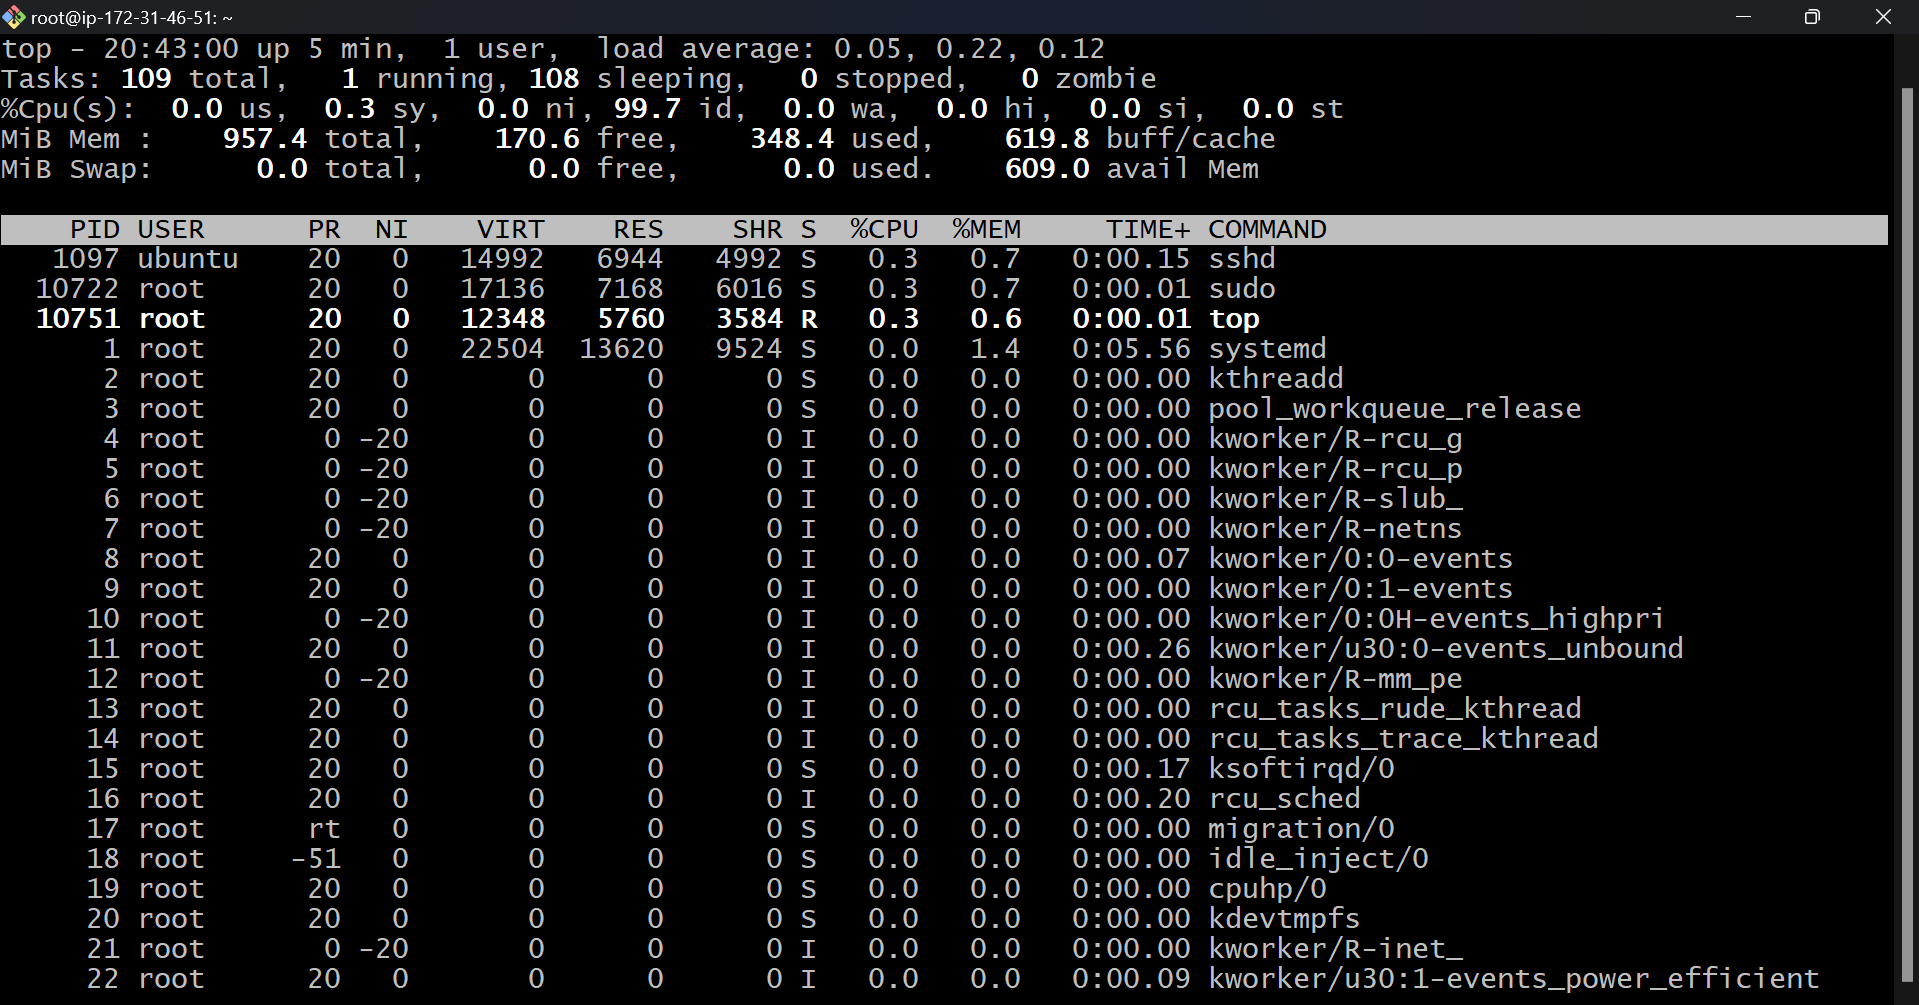 root@ip-172-31-46-51: ~
top - 20:43:00 up 5 min,  1 user,  load average: 0.05, 0.22, 0.12
Tasks: 109 total,   1 running, 108 sleeping,   0 stopped,   0 zombie
%Cpu(s):  0.0 us,  0.3 sy,  0.0 ni, 99.7 id,  0.0 wa,  0.0 hi,  0.0 si,  0.0 st
MiB Mem :    957.4 total,    170.6 free,    348.4 used,    619.8 buff/cache
MiB Swap:      0.0 total,      0.0 free,      0.0 used.    609.0 avail Mem
PID USER      PR  NI    VIRT    RES    SHR S  %CPU  %MEM     TIME+ COMMAND
1097 ubuntu    20   0   14992   6944   4992 S   0.3   0.7   0:00.15 sshd
10722 root      20   0   17136   7168   6016 S   0.3   0.7   0:00.01 sudo
10751 root      20   0   12348   5760   3584 R   0.3   0.6   0:00.01 top
1 root      20   0   22504  13620   9524 S   0.0   1.4   0:05.56 systemd
2 root      20   0       0      0      0 S   0.0   0.0   0:00.00 kthreadd
3 root      20   0       0      0      0 S   0.0   0.0   0:00.00 pool_workqueue_release
4 root       0 -20       0      0      0 I   0.0   0.0   0:00.00 kworker/R-rcu_g
5 root       0 -20       0      0      0 I   0.0   0.0   0:00.00 kworker/R-rcu_p
6 root       0 -20       0      0      0 I   0.0   0.0   0:00.00 kworker/R-slub_
7 root       0 -20       0      0      0 I   0.0   0.0   0:00.00 kworker/R-netns
8 root      20   0       0      0      0 I   0.0   0.0   0:00.07 kworker/0:0-events
9 root      20   0       0      0      0 I   0.0   0.0   0:00.00 kworker/0:1-events
10 root       0 -20       0      0      0 I   0.0   0.0   0:00.00 kworker/0:0H-events_highpri
11 root      20   0       0      0      0 I   0.0   0.0   0:00.26 kworker/u30:0-events_unbound
12 root       0 -20       0      0      0 I   0.0   0.0   0:00.00 kworker/R-mm_pe
13 root      20   0       0      0      0 I   0.0   0.0   0:00.00 rcu_tasks_rude_kthread
14 root      20   0       0      0      0 I   0.0   0.0   0:00.00 rcu_tasks_trace_kthread
15 root      20   0       0      0      0 S   0.0   0.0   0:00.17 ksoftirqd/0
16 root      20   0       0      0      0 I   0.0   0.0   0:00.20 rcu_sched
17 root      rt   0       0      0      0 S   0.0   0.0   0:00.00 migration/0
18 root     -51   0       0      0      0 S   0.0   0.0   0:00.00 idle_inject/0
19 root      20   0       0      0      0 S   0.0   0.0   0:00.00 cpuhp/0
20 root      20   0       0      0      0 S   0.0   0.0   0:00.00 kdevtmpfs
21 root       0 -20       0      0      0 I   0.0   0.0   0:00.00 kworker/R-inet_
22 root      20   0       0      0      0 I   0.0   0.0   0:00.09 kworker/u30:1-events_power_efficient